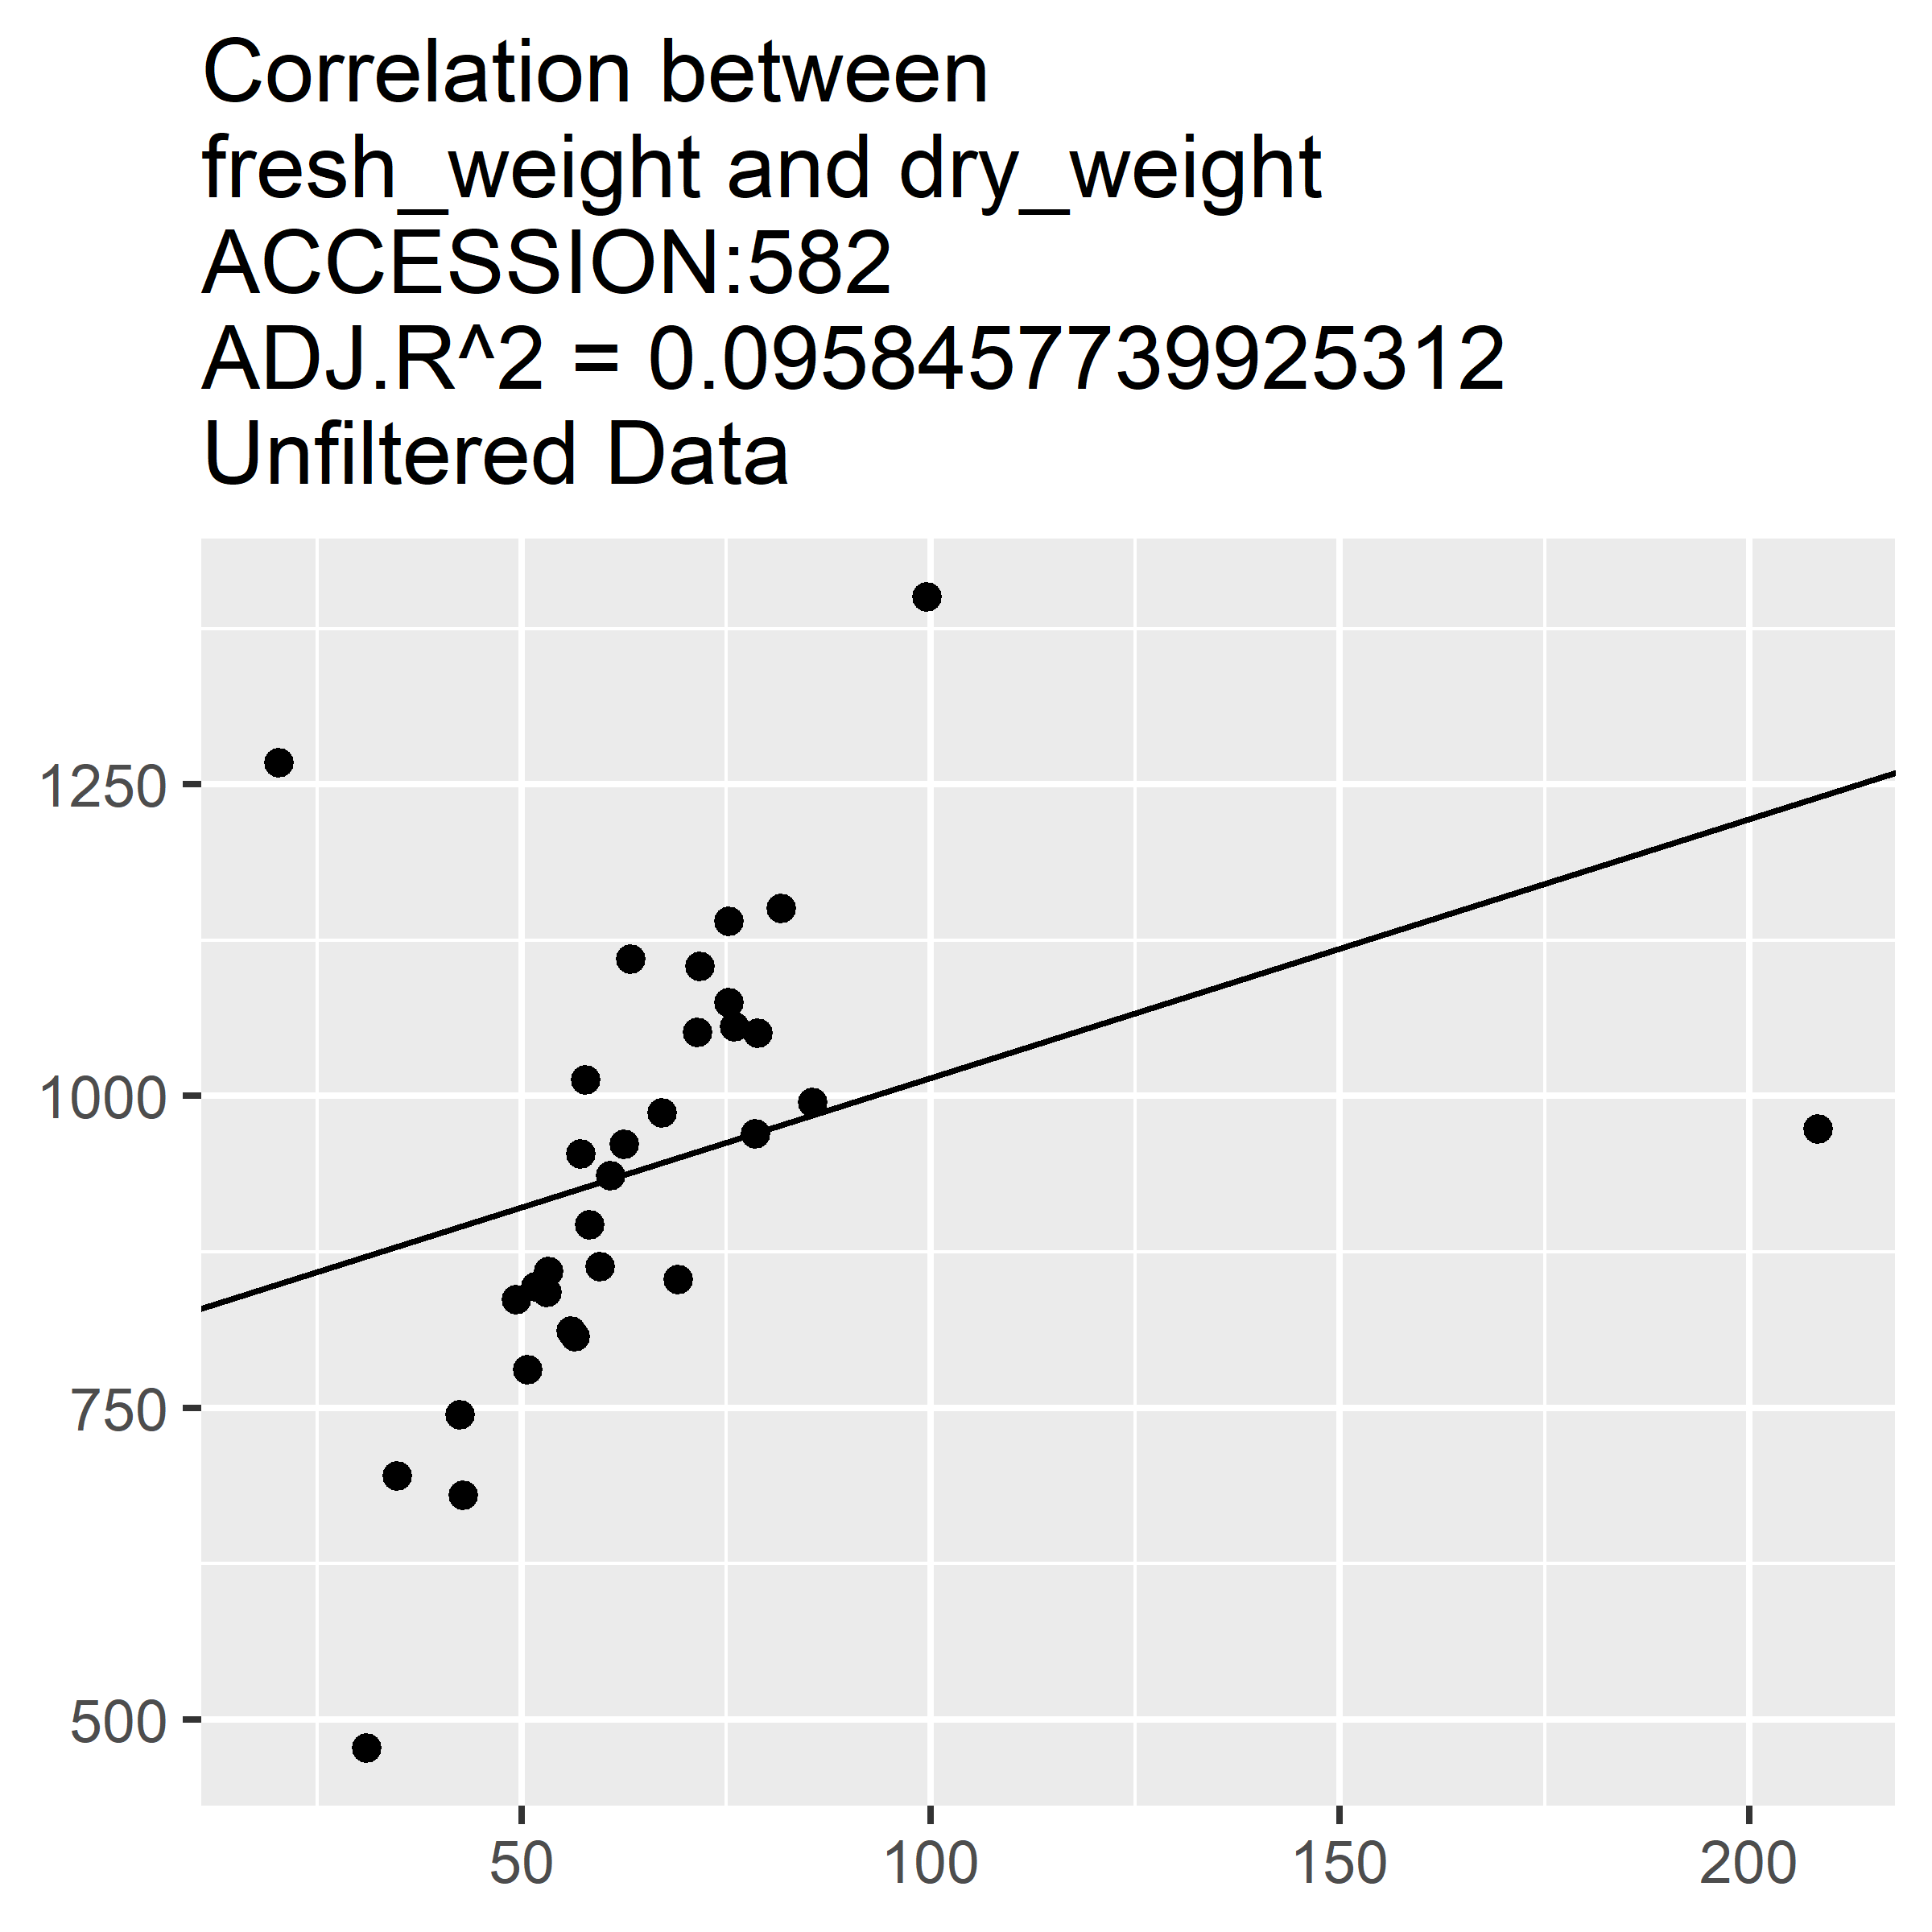 Correlation between
fresh_weight and dry_weight
ACCESSION:582
ADJ.R^2 = 0.0958457739925312
Unfiltered Data
1250
1000
750
500
50 100 150 200